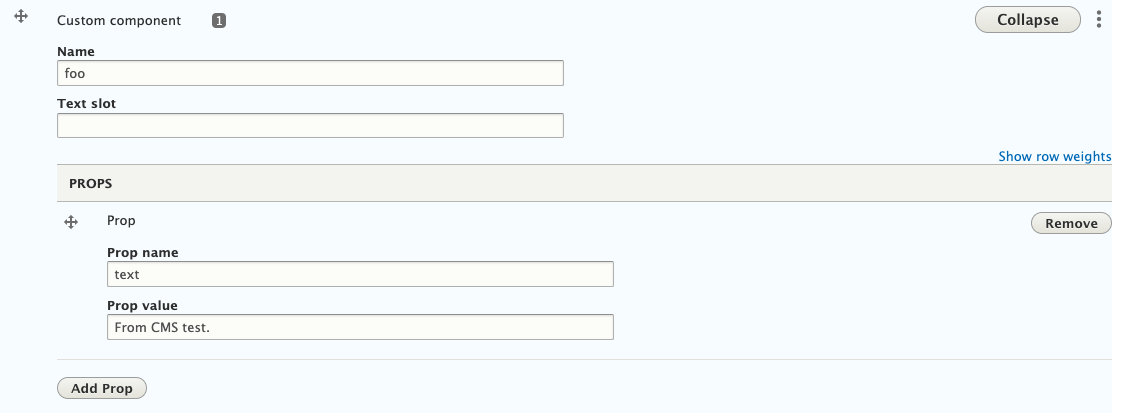 Custom component 1 Collapse
Name
foo
Text slot
Show row weights
PROPS
Prop Remove
Prop name
text
Prop value
From CMS test.
Add Prop